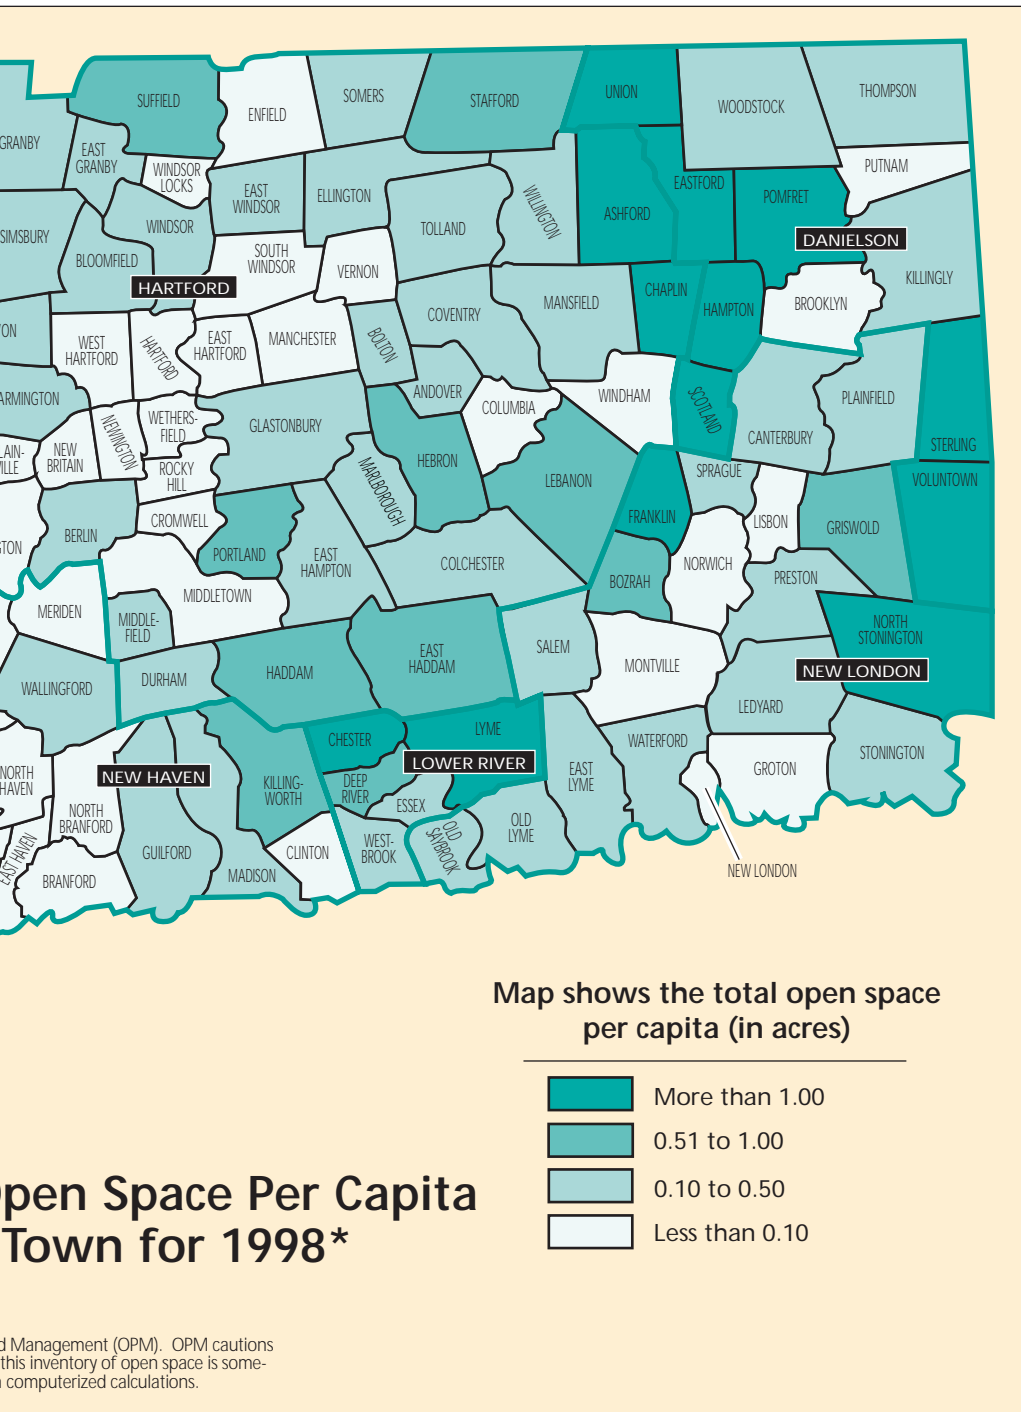 SUFFIELD
ENFIELD
SOMERS
STAFFORD
UNION
WOODSTOCK
THOMPSON
GRANBY
EAST
GRANBY
WINDSOR
LOCKS
EAST
WINDSOR
ELLINGTON
TOLLAND
WILLINGTON
ASHFORD
EASTFORD
POMFRET
PUTNAM
SIMSBURY
BLOOMFIELD
WINDSOR
SOUTH
WINDSOR
VERNON
DANIELSON
HARTFORD
KILLINGLY
COVENTRY
MANSFIELD
CHAPLIN
HAMPTON
BROOKLYN
ON
WEST
HARTFORD
HARTFORD
EAST
HARTFORD
MANCHESTER
BOLTON
ANDOVER
COLUMBIA
WINDHAM
SCOTLAND
CANTERBURY
PLAINFIELD
STERLING
ARMINGTON
NEWINGTON
WETHERS-
FIELD
GLASTONBURY
LAIN-
VILLE
NEW
BRITAIN
ROCKY
HILL
MARLBOROUGH
HEBRON
LEBANON
FRANKLIN
SPRAGUE
LISBON
GRISWOLD
VOLUNTOWN
GTON
BERLIN
CROMWELL
PORTLAND
EAST
HAMPTON
COLCHESTER
BOZRAH
NORWICH
PRESTON
MERIDEN
MIDDLE-
FIELD
MIDDLETOWN
NORTH
STONINGTON
WALLINGFORD
DURHAM
HADDAM
EAST
HADDAM
SALEM
MONTVILLE
NEW LONDON
LEDYARD
NORTH
HAVEN
NEW HAVEN
CHESTER
LYME
LOWER RIVER
WATERFORD
STONINGTON
GROTON
NORTH
BRANFORD
KILLING-
WORTH
DEEP
RIVER
ESSEX
EAST
LYME
EAST HAVEN
BRANFORD
GUILFORD
MADISON
CLINTON
WEST-
BROOK
OLD
SAYBROOK
OLD
LYME
NEW LONDON
Map shows the total open space
per capita (in acres)
More than 1.00
0.51 to 1.00
0.10 to 0.50
Less than 0.10
pen Space Per Capita
Town for 1998*
d Management (OPM). OPM cautions
this inventory of open space is some-
computerized calculations.